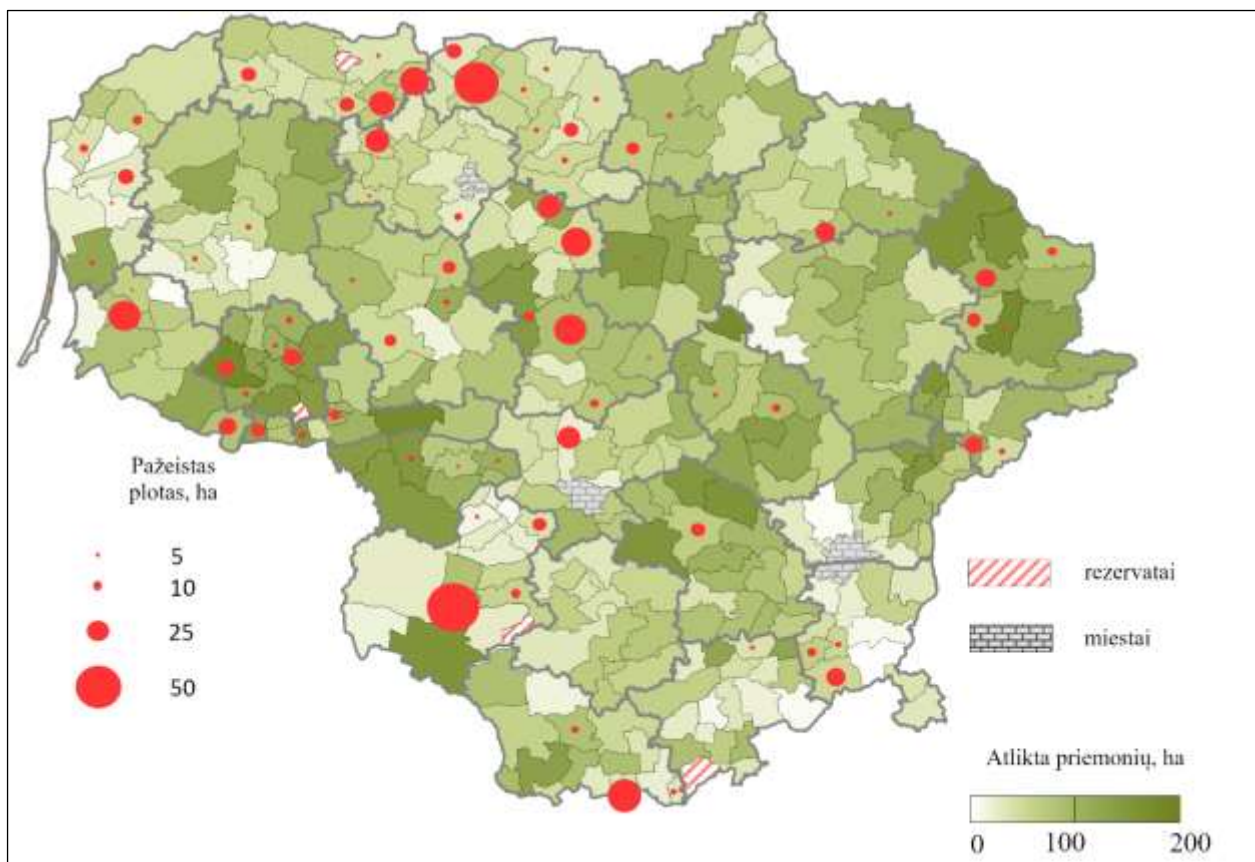 Pažeistas
plotas, ha
5
10
25
50
rezervatai
miestai
Atlikta priemonių, ha
0 100 200